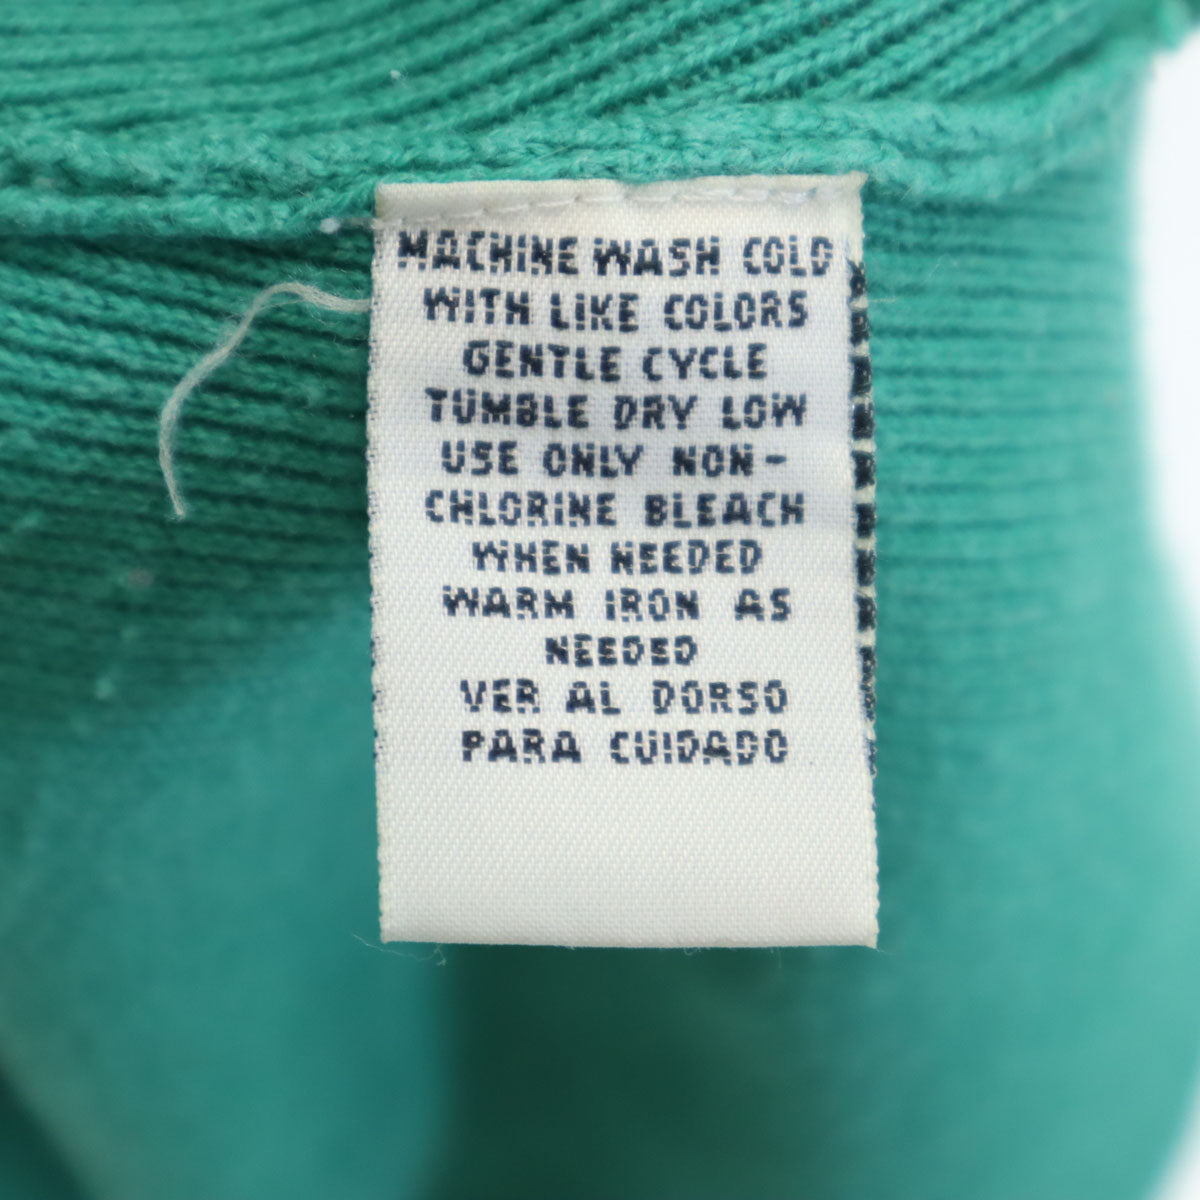 MACHINE WASH COLD
WITH LIKE COLORS
GENTLE CYCLE
TUMBLE DRY LOW
USE ONLY NON-
CHLORINE BLEACH
WHEN NEEDED
WARM IRON AS
NEEDED
VER AL DORSO
PARA CUIDADO